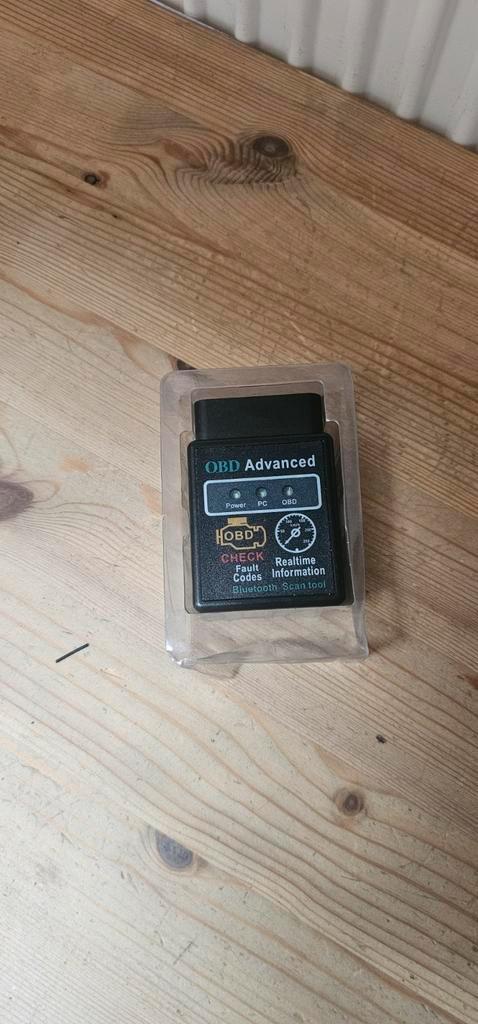 OBD Advanced
Power PC OBD
OBD
CHECK
Fault
Codes
Realtime
Information
Bluetooth Scan tool